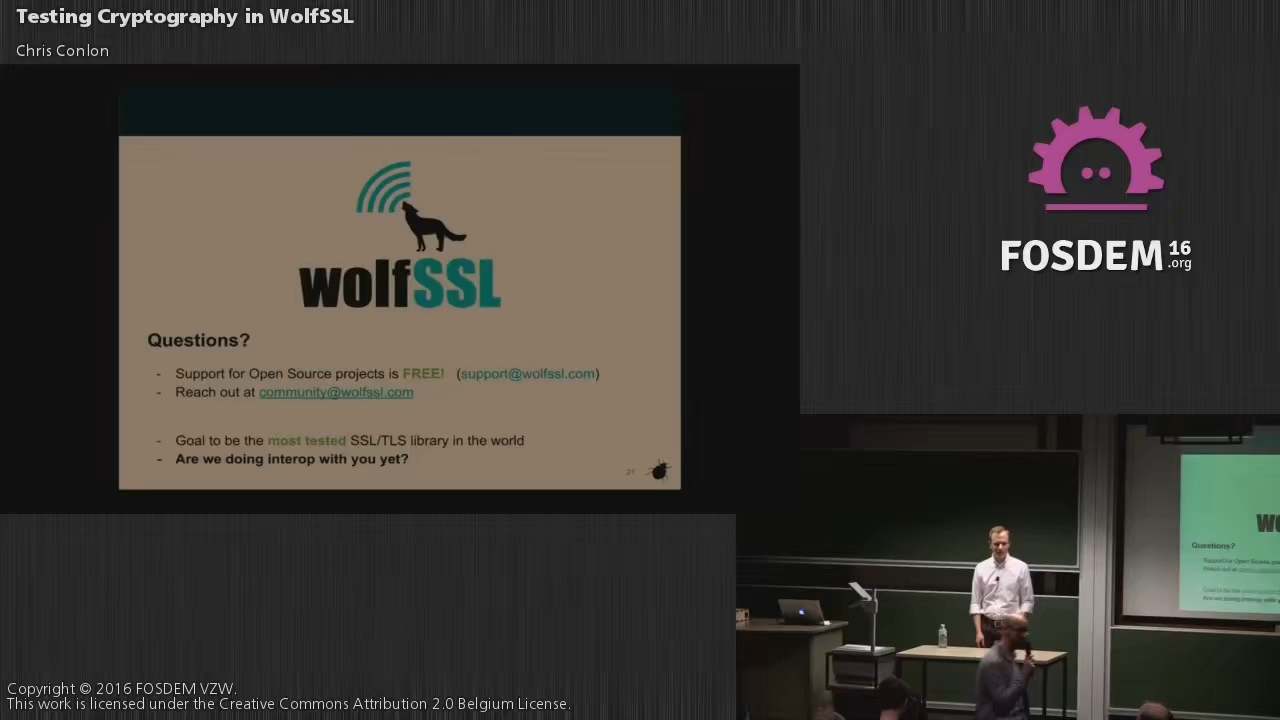 Testing Cryptography in WolfSSL
Chris Conlon
wolfSSL
Questions?
- Support for Open Source projects is FREE! (support@wolfssl.com)
- Reach out at community@wolfssl.com
- Goal to be the most tested SSL/TLS library in the world
- Are we doing interop with you yet?
FOSDEM 16
.org
Questions?
Copyright © 2016 FOSDEM VZW.
This work is licensed under the Creative Commons Attribution 2.0 Belgium License.